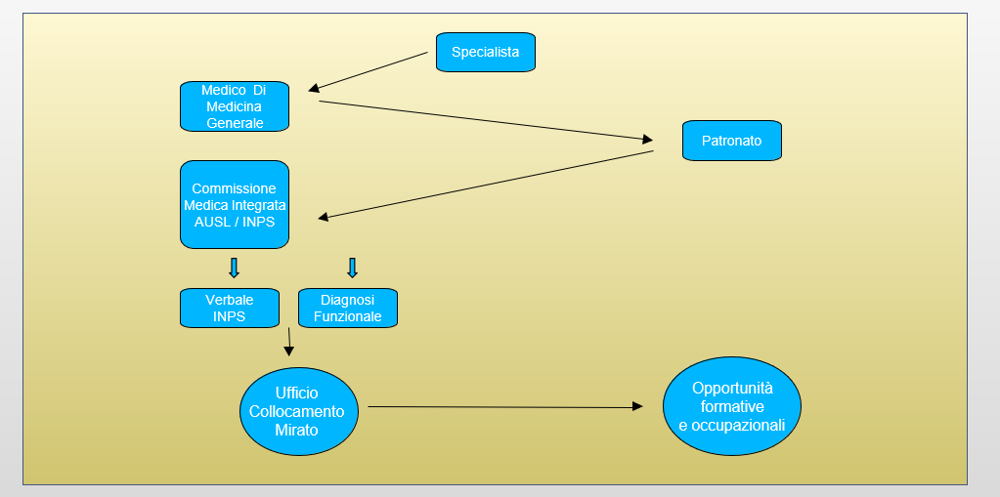 Specialista
Medico Di
Medicina
Generale
Patronato
Commissione
Medica Integrata
AUSL / INPS
Verbale
INPS
Diagnosi
Funzionale
Ufficio
Collocamento
Mirato
Opportunità
formative
e occupazionali